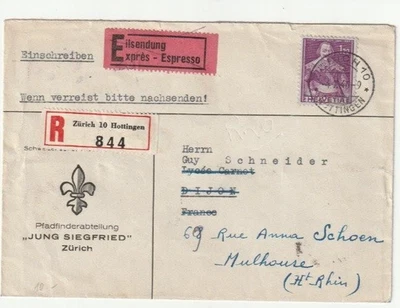 Eilsendung
Exprès - Espresso
Einschreiben
Wenn verreist bitte nachsenden!
HELVETIA
R
Zürich 10 Hottingen
844
Herrn
Guy Schneider
Lycée Carnot
DIJON
France
69 Rue Anna Schoen
Mulhouse
(Ht Rhin)
Pfadfinderabteilung
„JUNG SIEGFRIED"
Zürich